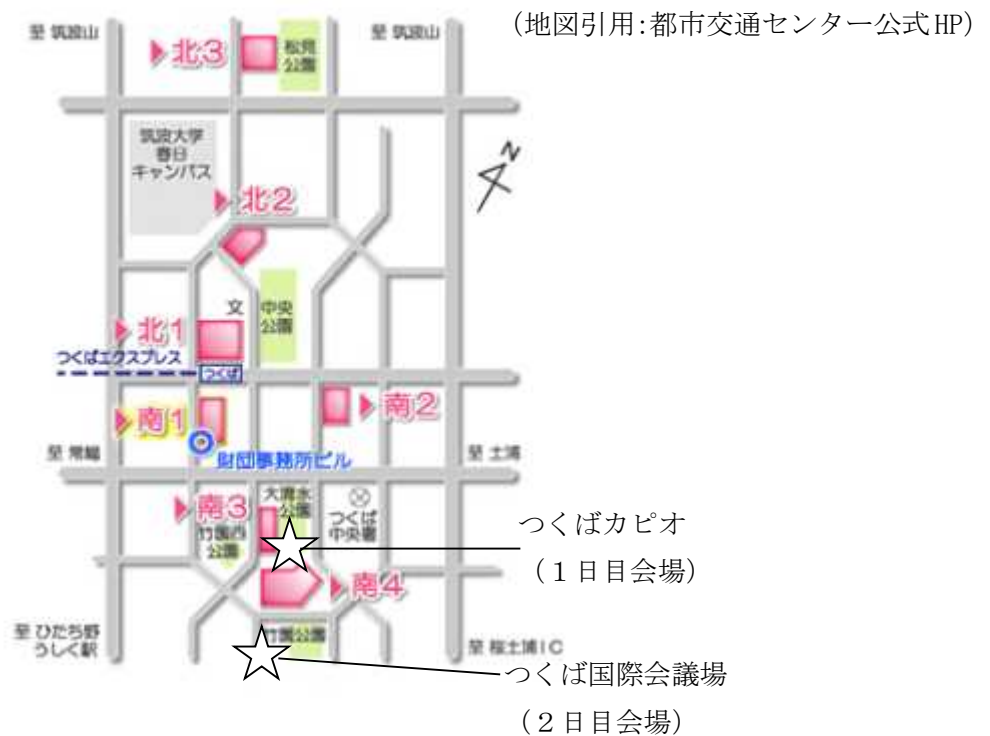 (地図引用:都市交通センター公式HP)
至 筑波山
至 筑波山
北3
松見
公園
筑波大学
春日
キャンパス
N
北2
文
中央
公園
北1
つくばエクスプレス
つくば
南1
南2
至 常総
財団事務所ビル
至 土浦
南3
大清水
公園
竹園西
公園
つくば
中央署
つくばカピオ
(1日目会場)
南4
至 ひたち野
うしく駅
竹園公園
至 桜土浦IC
つくば国際会議場
(2日目会場)